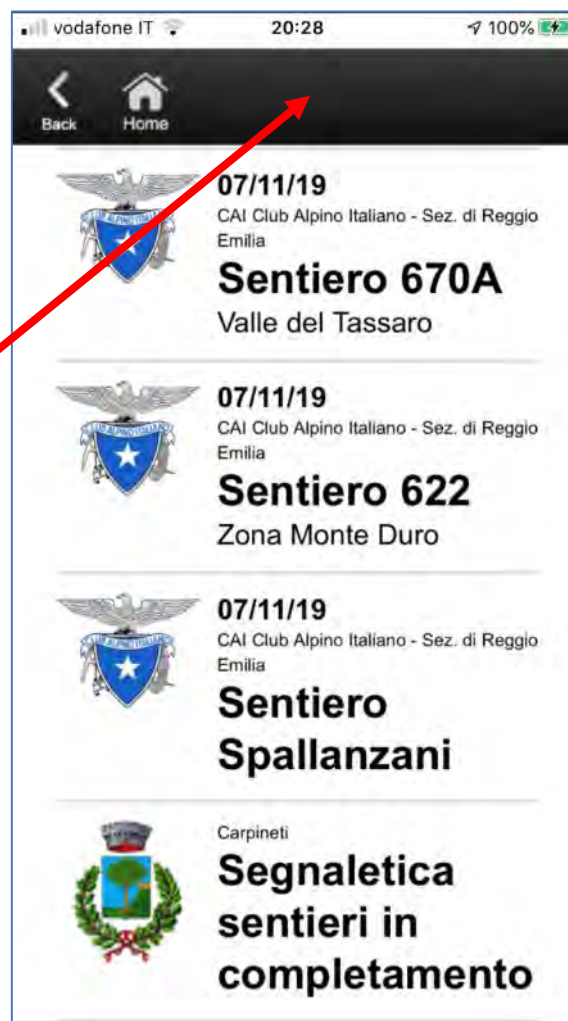 vodafone IT 20:28 100%
Back Home
07/11/19
CAI Club Alpino Italiano - Sez. di Reggio
Emilia
Sentiero 670A
Valle del Tassaro
07/11/19
CAI Club Alpino Italiano - Sez. di Reggio
Emilia
Sentiero 622
Zona Monte Duro
07/11/19
CAI Club Alpino Italiano - Sez. di Reggio
Emilia
Sentiero
Spallanzani
Carpineti
Segnaletica
sentieri in
completamento